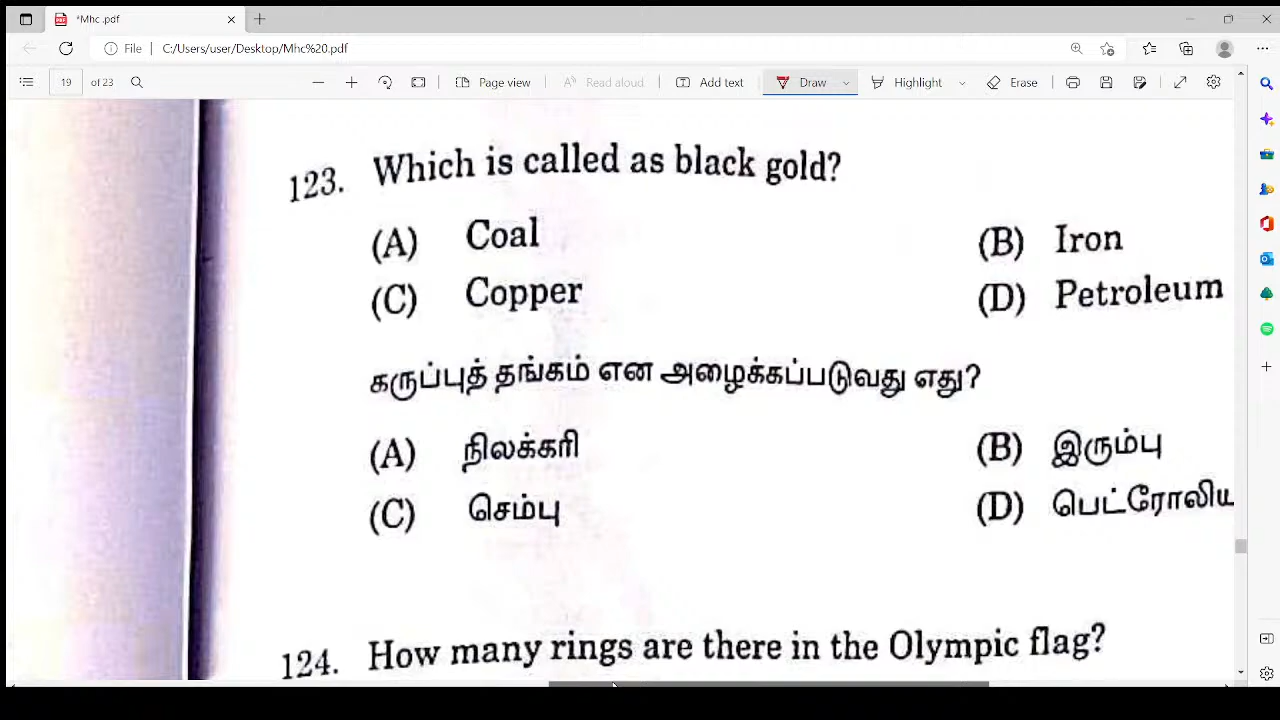 *Mhc .pdf
File | C:/Users/user/Desktop/Mhc%20.pdf
19 of 23 Page view Read aloud Add text Draw Highlight Erase
123. Which is called as black gold?
(A) Coal (B) Iron
(C) Copper (D) Petroleum
கருப்புத் தங்கம் என அழைக்கப்படுவது எது?
(A) நிலக்கரி (B) இரும்பு
(C) செம்பு (D) பெட்ரோலிய
124. How many rings are there in the Olympic flag?